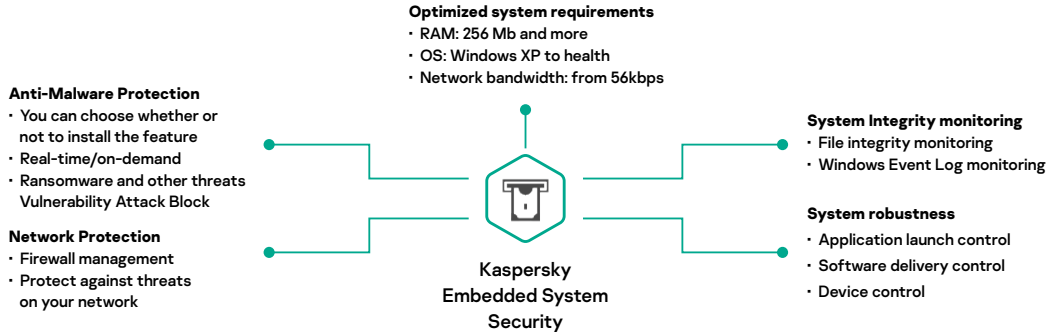 Optimized system requirements
· RAM: 256 Mb and more
· OS: Windows XP to health
· Network bandwidth: from 56kbps
Anti-Malware Protection
· You can choose whether or
not to install the feature
· Real-time/on-demand
· Ransomware and other threats
Vulnerability Attack Block
Network Protection
· Firewall management
· Protect against threats
on your network
Kaspersky
Embedded System
Security
System Integrity monitoring
· File integrity monitoring
· Windows Event Log monitoring
System robustness
· Application launch control
· Software delivery control
· Device control